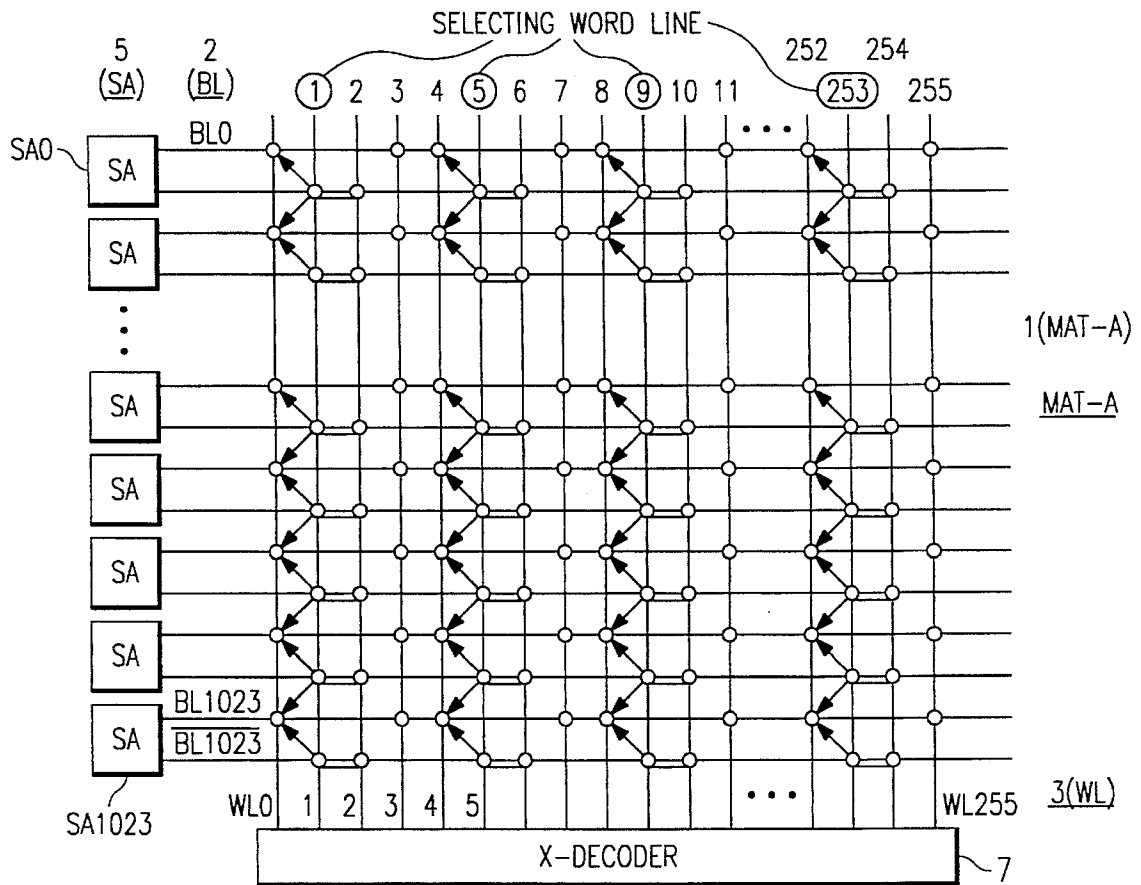 SELECTING WORD LINE
5 2 252 254
(SA) (BL) 1 2 3 4 5 6 7 8 9 10 11 253 255
BL0
SA0
SA
SA
1(MAT-A)
SA
MAT-A
SA
SA
SA
BL1023
SA
BL1023
WL0 1 2 3 4 5 WL255 3(WL)
SA1023
X-DECODER
7